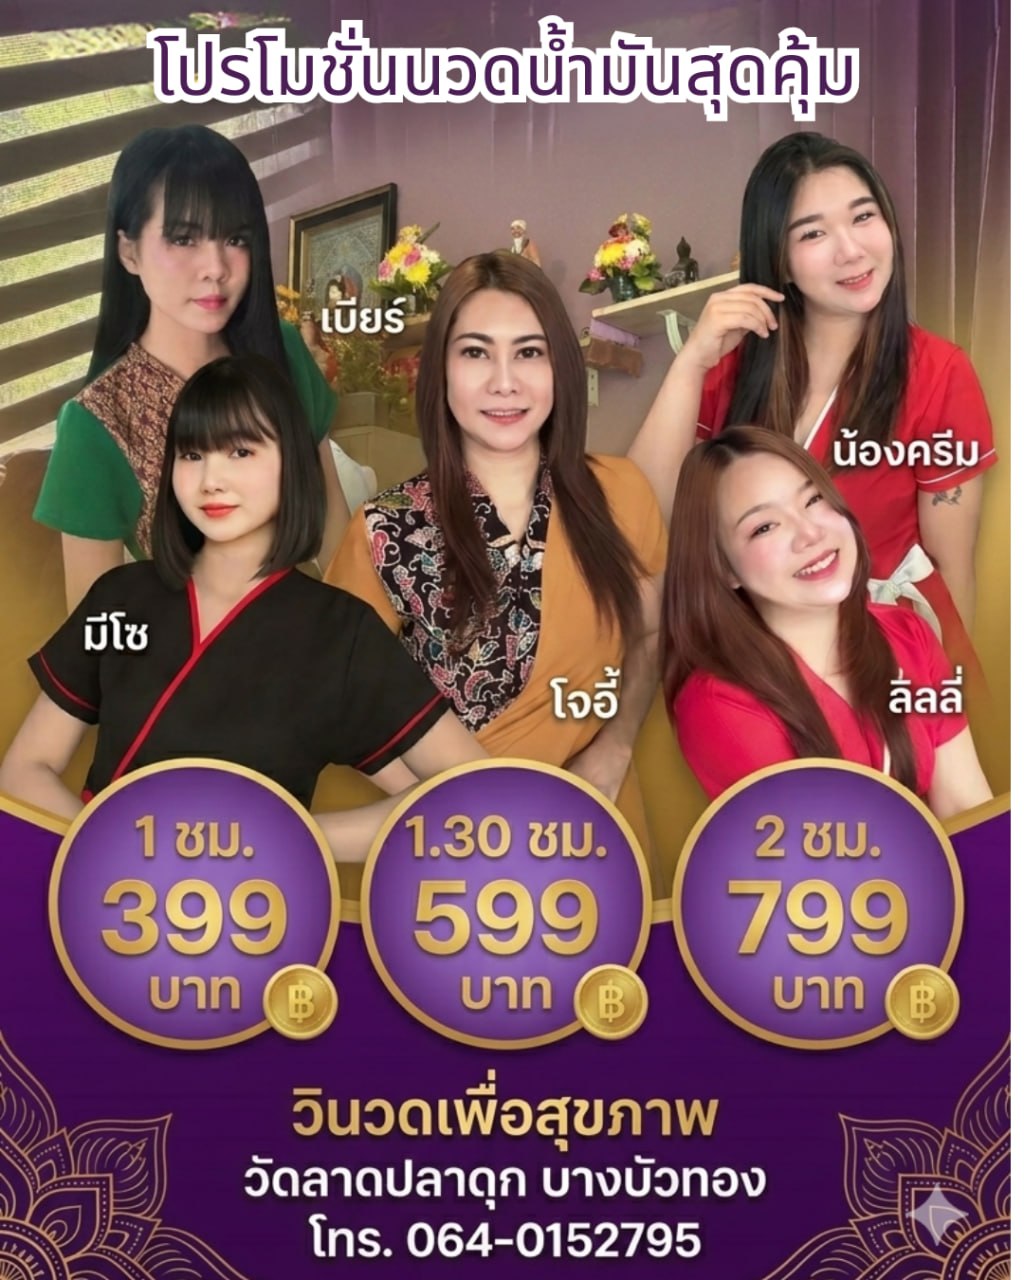 โปรโมชั่นนวดน้ำมันสุดคุ้ม
เบียร์
น้องครีม
มีโซ
โจอี้
ลิลลี่
1 ชม.
399
บาท
฿
1.30 ชม.
599
บาท
฿
2 ชม.
799
บาท
฿
วินวดเพื่อสุขภาพ
วัดลาดปลาดุก บางบัวทอง
โทร. 064-0152795